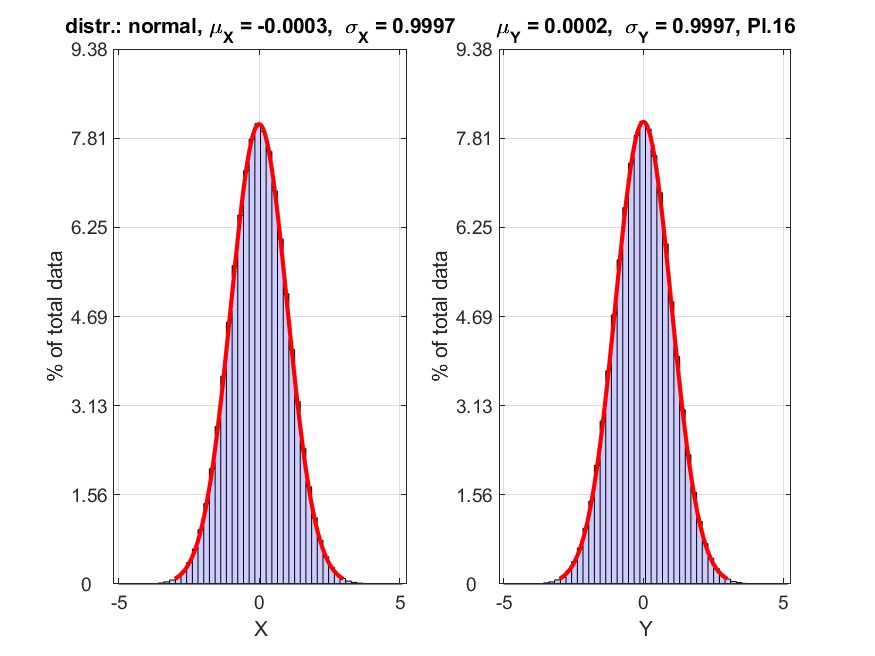 distr.: normal, μX = -0.0003, σX = 0.9997
μY = 0.0002, σY = 0.9997, Pl.16
9.38
7.81
6.25
4.69
3.13
1.56
0
% of total data
-5 0 5
X
9.38
7.81
6.25
4.69
3.13
1.56
0
% of total data
-5 0 5
Y